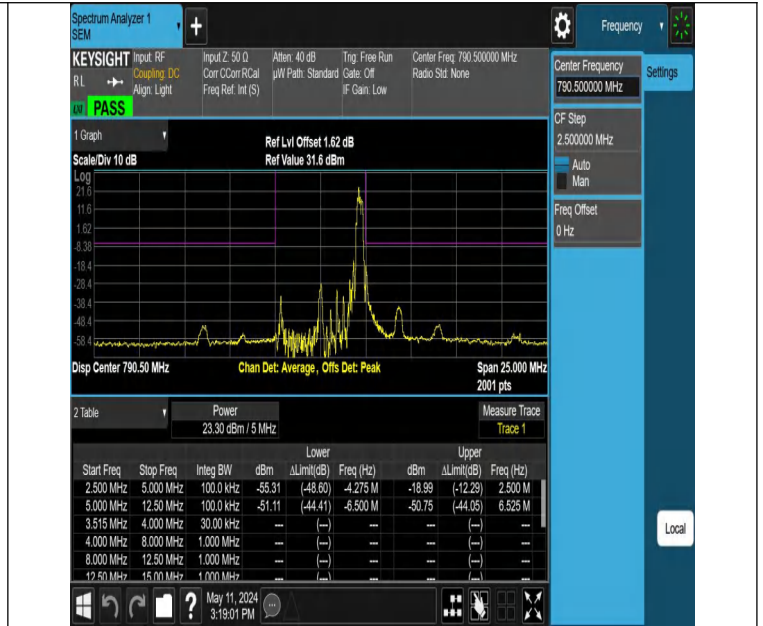 Spectrum Analyzer 1
SEM
+
Frequency
KEYSIGHT Input: RF Input Z: 50 Ω Atten: 40 dB Trig: Free Run Center Freq: 790.500000 MHz
RL Coupling: DC Corr CCorr RCal µW Path: Standard Gate: Off Radio Std: None
Align: Light Freq Ref: Int (S) IF Gain: Low
PASS
Center Frequency
790.500000 MHz
Settings
CF Step
2.500000 MHz
Auto
Man
Freq Offset
0 Hz
1 Graph
Ref Lvl Offset 1.62 dB
Scale/Div 10 dB Ref Value 31.6 dBm
Log
21.6
11.6
1.62
-8.38
-18.4
-28.4
-38.4
-48.4
-58.4
Disp Center 790.50 MHz Chan Det: Average, Offs Det: Peak Span 25.000 MHz
2001 pts
2 Table Power Measure Trace
23.30 dBm / 5 MHz Trace 1
Lower Upper
Start Freq Stop Freq Integ BW dBm ΔLimit(dB) Freq (Hz) dBm ΔLimit(dB) Freq (Hz)
2.500 MHz 5.000 MHz 100.0 kHz -55.31 (-48.60) -4.275 M -18.99 (-12.29) 2.500 M
5.000 MHz 12.50 MHz 100.0 kHz -51.11 (-44.41) -6.500 M -50.75 (-44.05) 6.525 M
3.515 MHz 4.000 MHz 30.00 kHz --- (---) --- --- (---) ---
4.000 MHz 8.000 MHz 1.000 MHz --- (---) --- --- (---) ---
8.000 MHz 12.50 MHz 1.000 MHz --- (---) --- --- (---) ---
12.50 MHz 15.00 MHz 1.000 MHz --- (---) --- --- (---) ---
Local
? May 11, 2024
3:19:01 PM